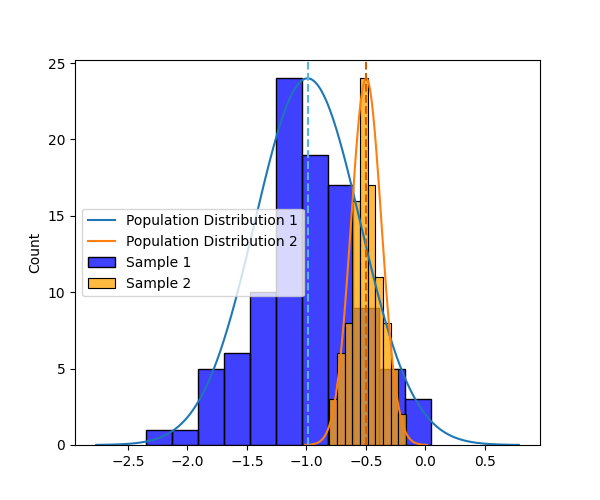 25
20
15
10
5
0
Count
Population Distribution 1
Population Distribution 2
Sample 1
Sample 2
−2.5 −2.0 −1.5 −1.0 −0.5 0.0 0.5